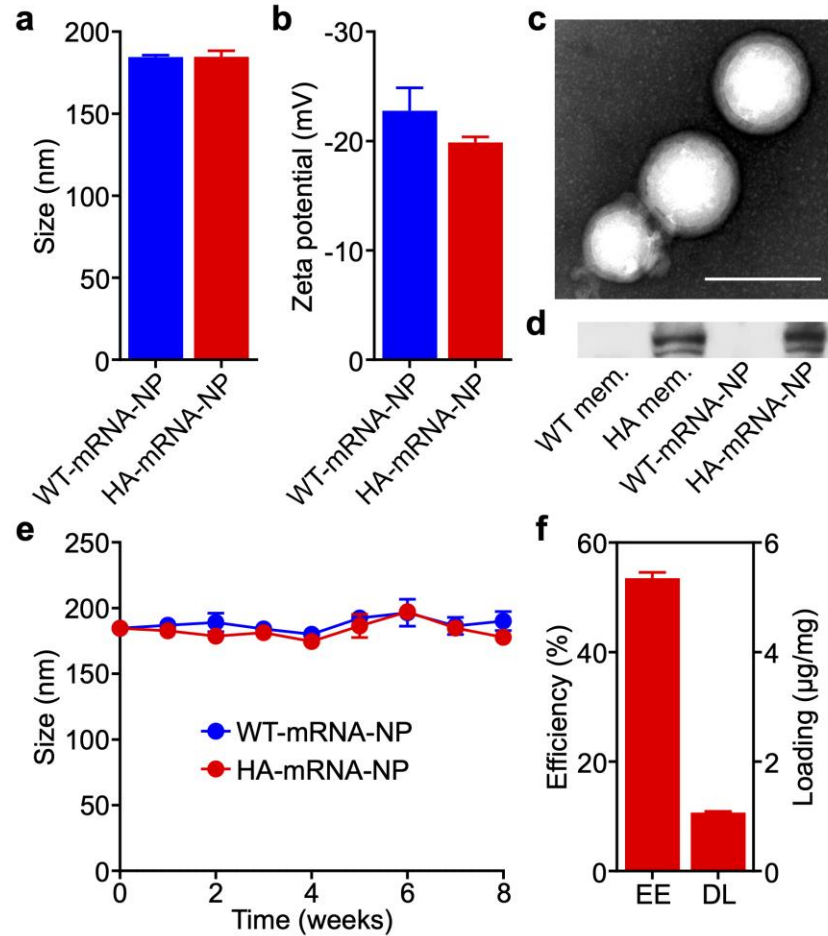 a
Size (nm)
200
150
100
50
0
WT-mRNA-NP
HA-mRNA-NP
b
Zeta potential (mV)
-30
-20
-10
0
WT-mRNA-NP
HA-mRNA-NP
c
d
WT mem.
HA mem.
WT-mRNA-NP
HA-mRNA-NP
e
Size (nm)
250
200
150
100
50
0
WT-mRNA-NP
HA-mRNA-NP
0 2 4 6 8
Time (weeks)
f
Efficiency (%)
60
40
20
0
6
4
2
0
Loading (μg/mg)
EE DL